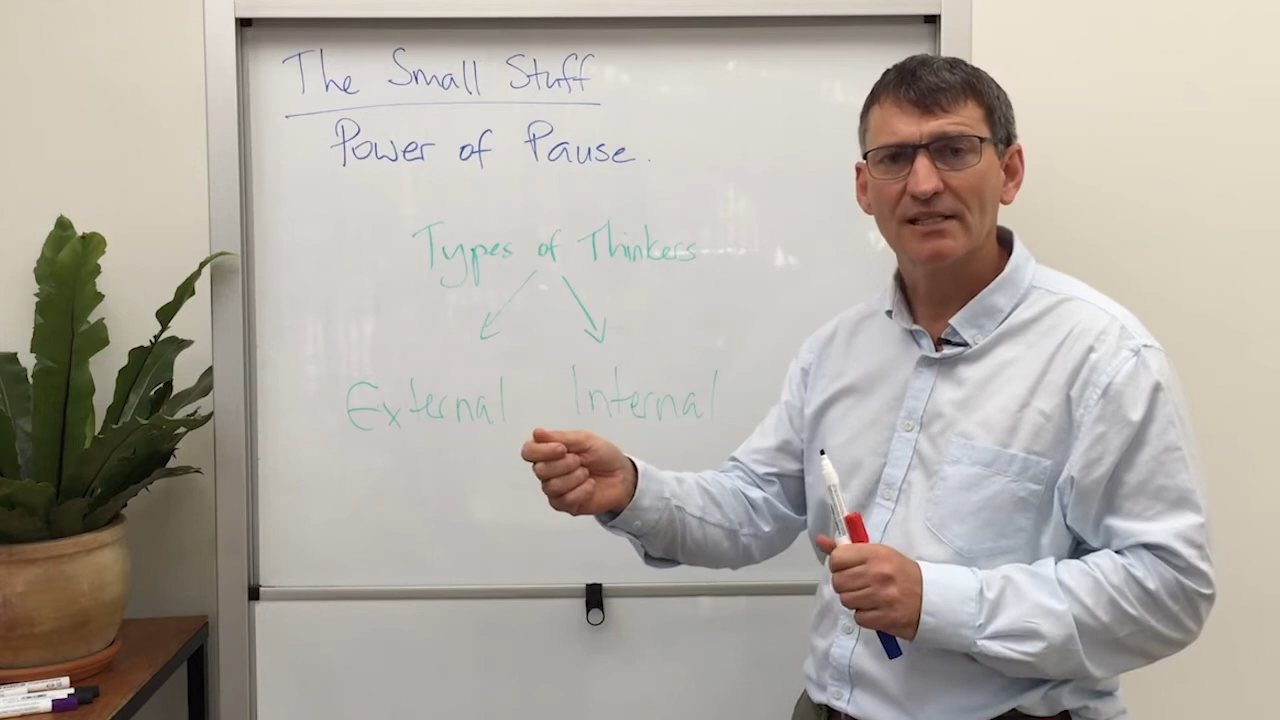 The Small Stuff
Power of Pause.
Types of Thinkers
External Internal